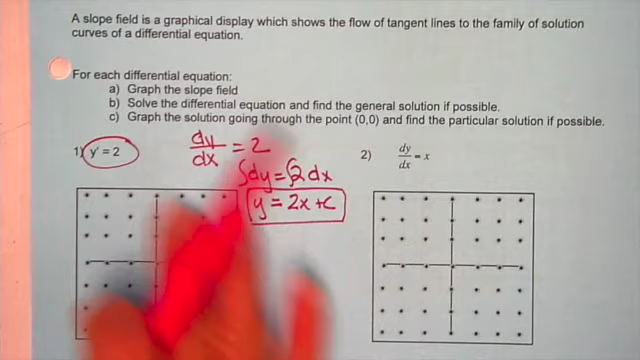 A slope field is a graphical display which shows the flow of tangent lines to the family of solution
curves of a differential equation.
For each differential equation:
a) Graph the slope field
b) Solve the differential equation and find the general solution if possible.
c) Graph the solution going through the point (0,0) and find the particular solution if possible.
1) y' = 2
dy/dx = 2
∫dy = ∫2 dx
y = 2x + c
2) dy/dx = x